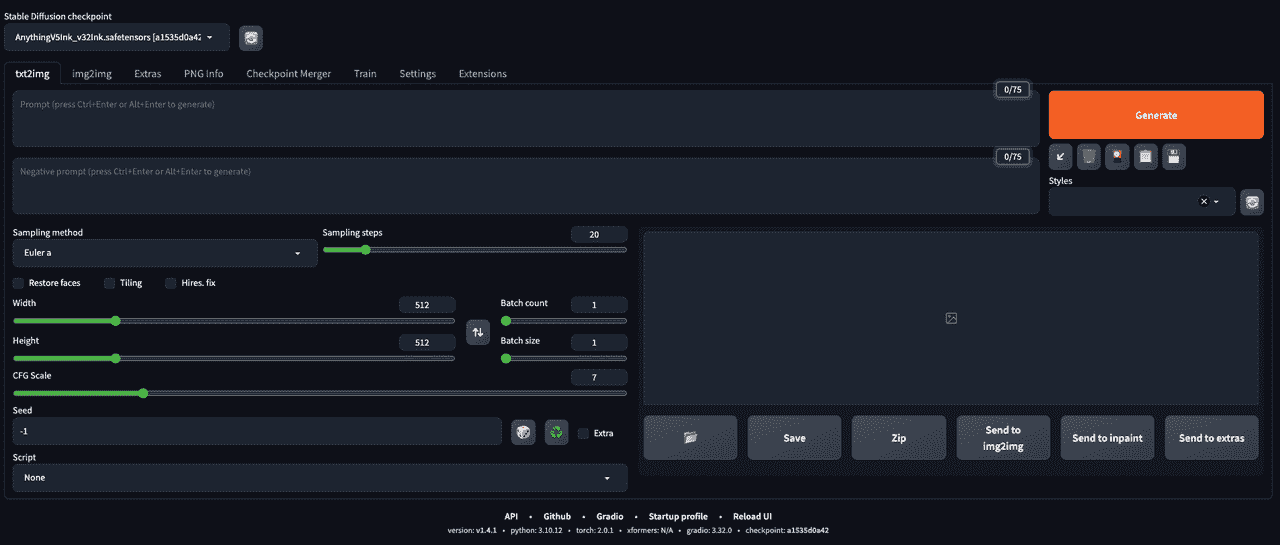 Stable Diffusion checkpoint
AnythingV5Ink_v32Ink.safetensors [a1535d0a42
txt2img img2img Extras PNG Info Checkpoint Merger Train Settings Extensions
0/75
Prompt (press Ctrl+Enter or Alt+Enter to generate)
Generate
0/75
Negative prompt (press Ctrl+Enter or Alt+Enter to generate)
Styles
Sampling method
Euler a
Sampling steps
20
Restore faces Tiling Hires. fix
Width
512
Batch count
1
Height
512
Batch size
1
CFG Scale
7
Seed
-1
Extra
Script
None
Save
Zip
Send to
img2img
Send to inpaint
Send to extras
API • Github • Gradio • Startup profile • Reload UI
version: v1.4.1 • python: 3.10.12 • torch: 2.0.1 • xformers: N/A • gradio: 3.32.0 • checkpoint: a1535d0a42